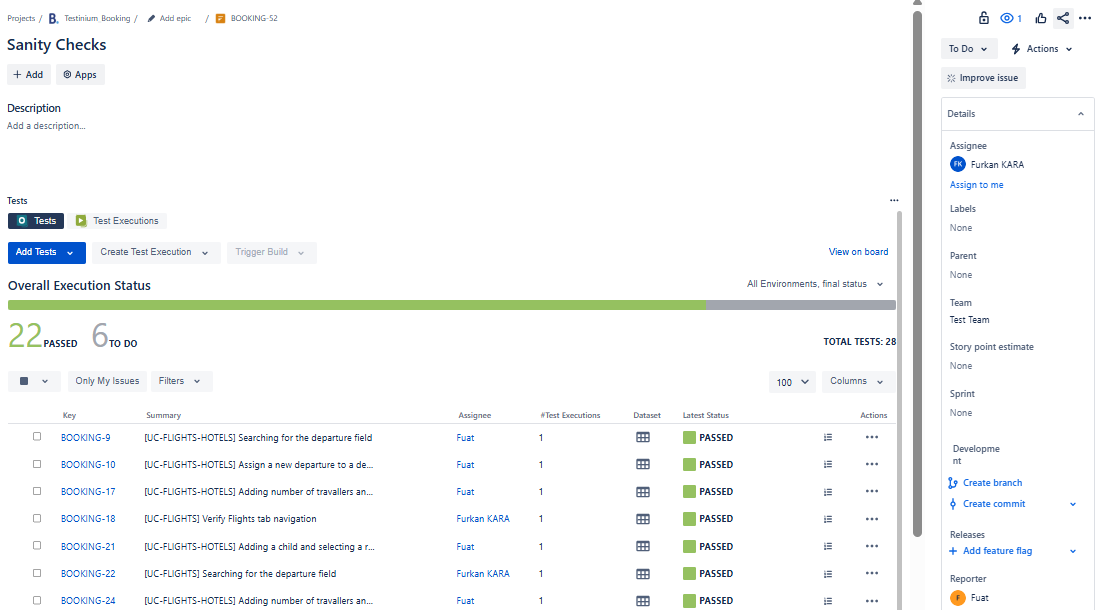 Projects / B. Testinium_Booking / Add epic / BOOKING-52
1
Sanity Checks
To Do
Actions
+ Add
Apps
Improve issue
Description
Add a description...
Details
Assignee
FK Furkan KARA
Assign to me
Labels
None
Parent
None
Team
Test Team
Story point estimate
None
Sprint
None
Developme
nt
Create branch
Create commit
Releases
+ Add feature flag
Reporter
F Fuat
Tests
Tests
Test Executions
Add Tests
Create Test Execution
Trigger Build
View on board
Overall Execution Status
All Environments, final status
22 PASSED 6 TO DO
TOTAL TESTS: 28
Only My Issues
Filters
100
Columns
Key Summary Assignee #Test Executions Dataset Latest Status Actions
BOOKING-9 [UC-FLIGHTS-HOTELS] Searching for the departure field Fuat 1 PASSED
BOOKING-10 [UC-FLIGHTS-HOTELS] Assign a new departure to a de... Fuat 1 PASSED
BOOKING-17 [UC-FLIGHTS-HOTELS] Adding number of travallers an... Fuat 1 PASSED
BOOKING-18 [UC-FLIGHTS] Verify Flights tab navigation Furkan KARA 1 PASSED
BOOKING-21 [UC-FLIGHTS-HOTELS] Adding a child and selecting a r... Fuat 1 PASSED
BOOKING-22 [UC-FLIGHTS] Searching for the departure field Furkan KARA 1 PASSED
BOOKING-24 [UC-FLIGHTS-HOTELS] Adding number of travallers an... Fuat 1 PASSED